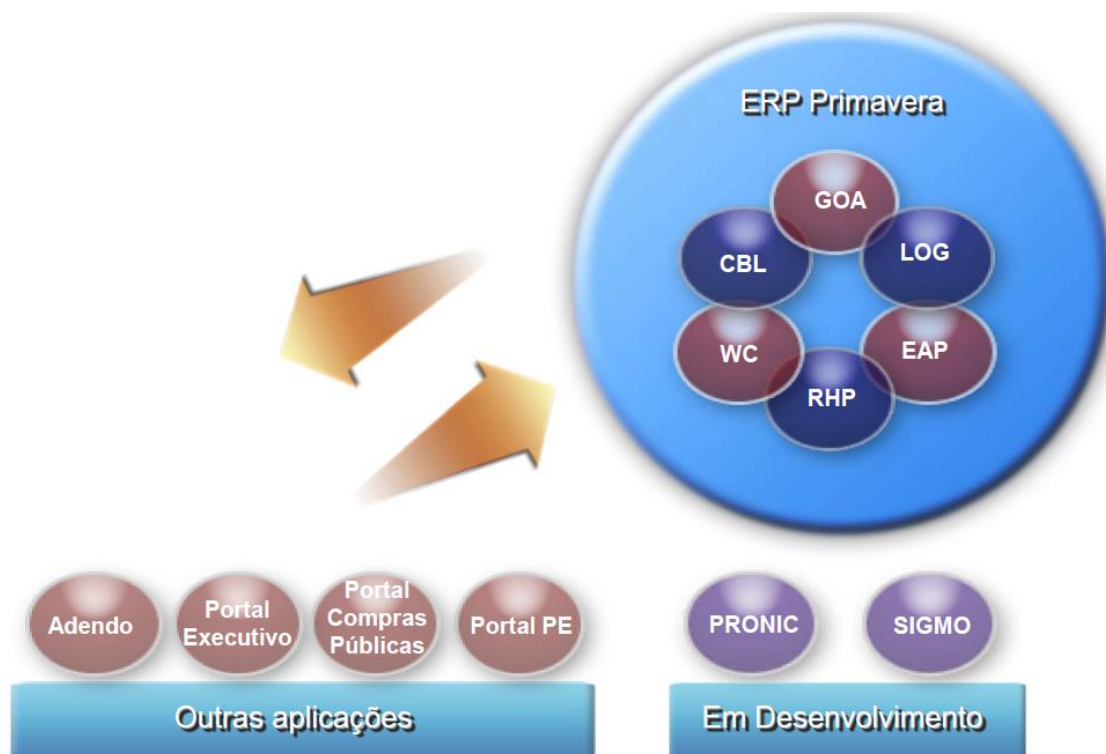 ERP Primavera
GOA
CBL
LOG
WC
EAP
RHP
Adendo
Portal
Executivo
Portal
Compras
Públicas
Portal PE
PRONIC
SIGMO
Outras aplicações
Em Desenvolvimento